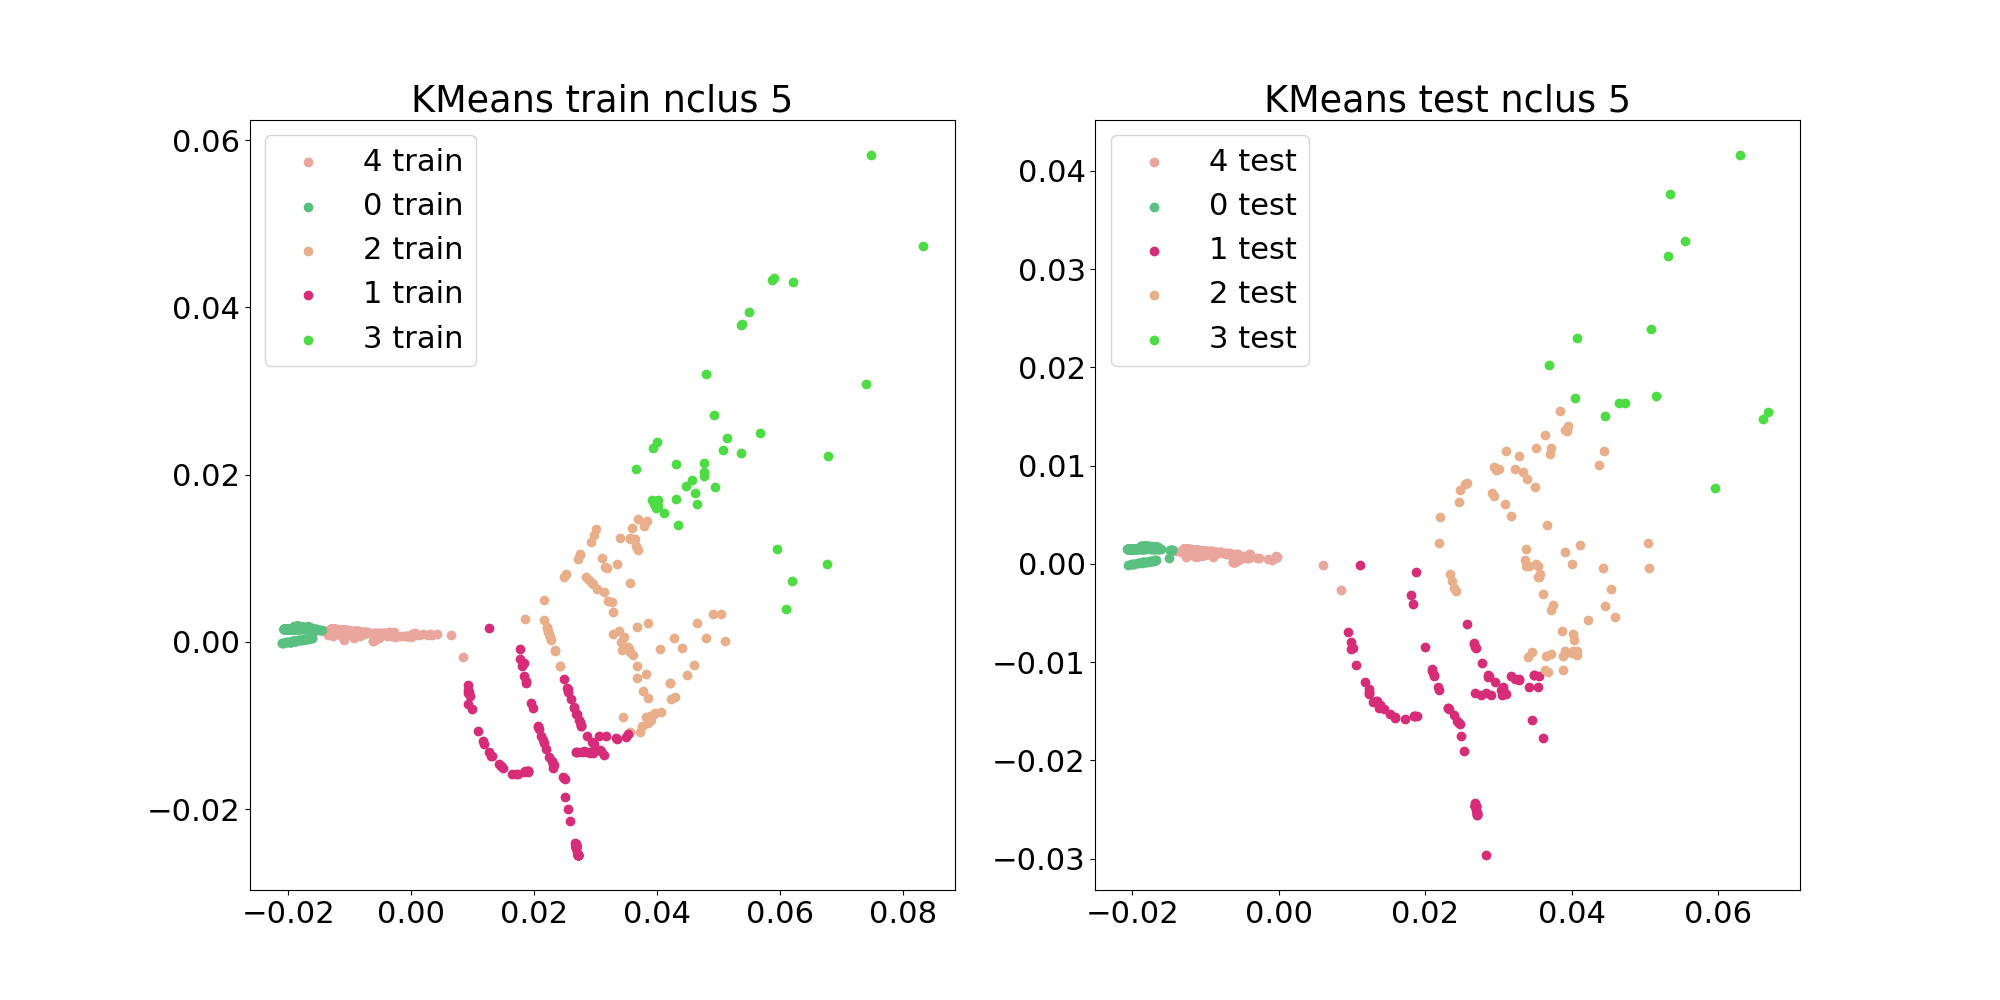 KMeans train nclus 5
4 train
0 train
2 train
1 train
3 train
0.06
0.04
0.02
0.00
−0.02
−0.02 0.00 0.02 0.04 0.06 0.08
KMeans test nclus 5
4 test
0 test
1 test
2 test
3 test
0.04
0.03
0.02
0.01
0.00
−0.01
−0.02
−0.03
−0.02 0.00 0.02 0.04 0.06